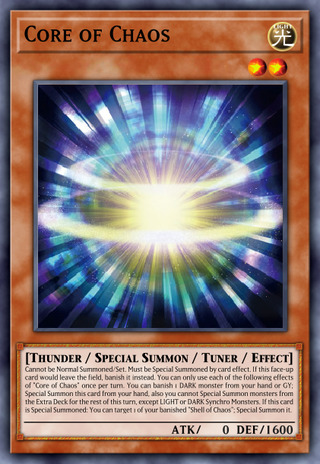 Core of Chaos
LIGHT
光
[Thunder / Special Summon / Tuner / Effect]
Cannot be Normal Summoned/Set. Must be Special Summoned by card effect. If this face-up
card would leave the field, banish it instead. You can only use each of the following effects
of "Core of Chaos" once per turn. You can banish 1 DARK monster from your hand or GY;
Special Summon this card from your hand, also you cannot Special Summon monsters from
the Extra Deck for the rest of this turn, except LIGHT or DARK Synchro Monsters. If this card
is Special Summoned: You can target 1 of your banished "Shell of Chaos"; Special Summon it.
ATK/ 0 DEF/1600